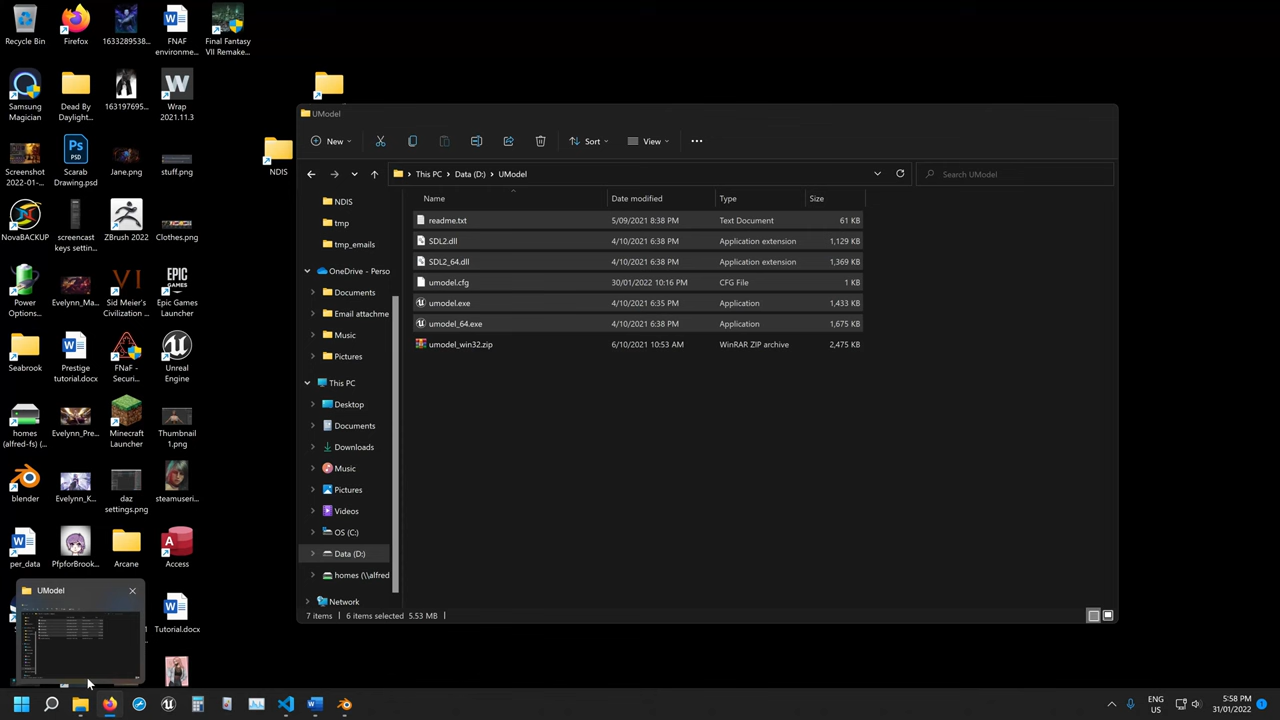 Recycle Bin
Firefox
1633289538...
FNAF
environme...
Final Fantasy
VII Remake...
Samsung
Magician
Dead By
Daylight...
163197695...
Wrap
2021.11.3
Screenshot
2022-01-...
Scarab
Drawing.psd
Jane.png
stuff.png
NDIS
NovaBACKUP
screencast
keys settin...
ZBrush 2022
Clothes.png
Power
Options...
Evelynn_Ma...
Sid Meier's
Civilization ...
Epic Games
Launcher
Seabrook
Prestige
tutorial.docx
FNaF -
Securi...
Unreal
Engine
homes
(alfred-fs) (...
Evelynn_Pre...
Minecraft
Launcher
Thumbnail
1.png
blender
Evelynn_K...
daz
settings.png
steamuseri...
per_data
PfpforBrook...
Arcane
Access
Tutorial.docx
UModel
New
Sort
View
This PC
Data (D:)
UModel
Search UModel
Name
Date modified
Type
Size
readme.txt 5/09/2021 8:38 PM Text Document 61 KB
SDL2.dll 4/10/2021 6:38 PM Application extension 1,129 KB
SDL2_64.dll 4/10/2021 6:38 PM Application extension 1,369 KB
umodel.cfg 30/01/2022 10:16 PM CFG File 1 KB
umodel.exe 4/10/2021 6:35 PM Application 1,433 KB
umodel_64.exe 4/10/2021 6:38 PM Application 1,675 KB
umodel_win32.zip 6/10/2021 10:53 AM WinRAR ZIP archive 2,475 KB
NDIS
tmp
tmp_emails
OneDrive - Perso
Documents
Email attachme
Music
Pictures
This PC
Desktop
Documents
Downloads
Music
Pictures
Videos
OS (C:)
Data (D:)
homes (\\alfred
Network
7 items 6 items selected 5.53 MB
UModel
ENG
US
5:58 PM
31/01/2022